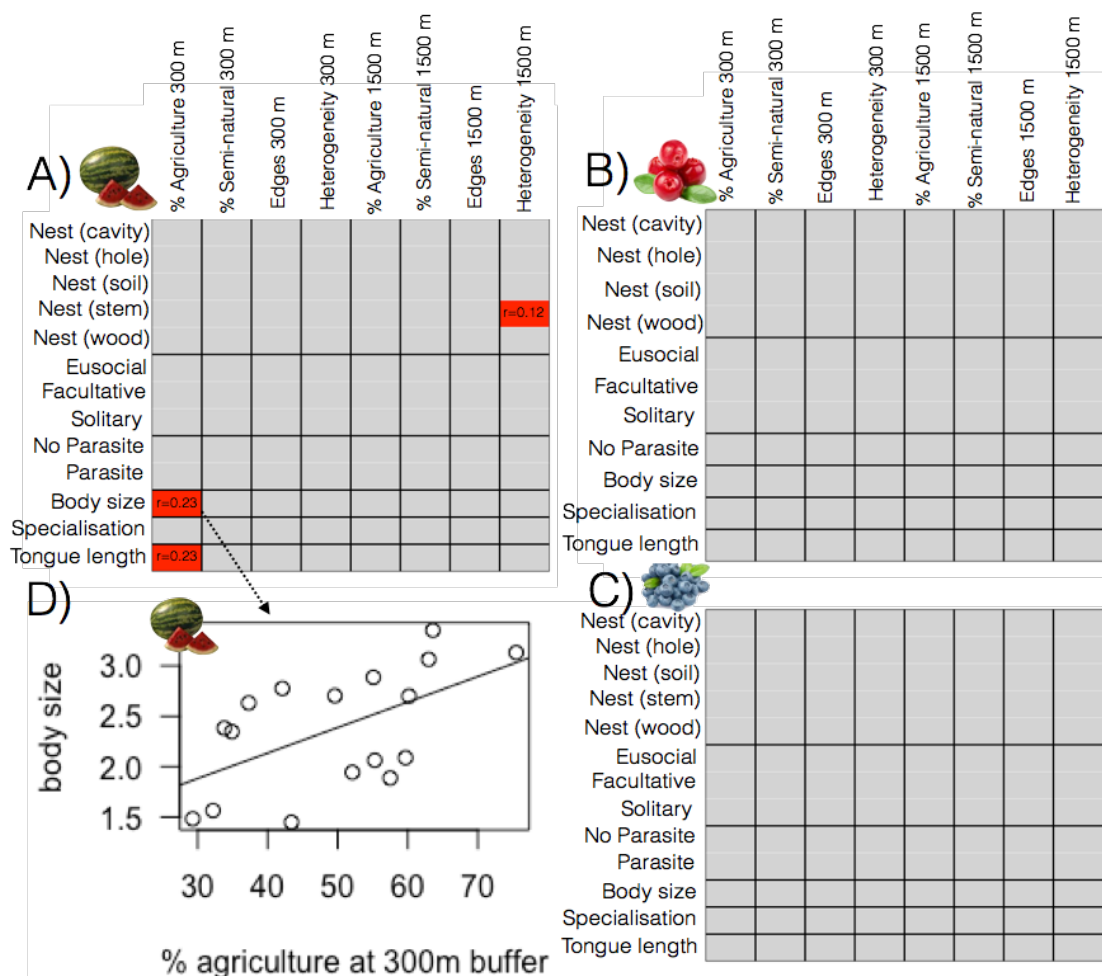 A)
% Agriculture 300 m
% Semi-natural 300 m
Edges 300 m
Heterogeneity 300 m
% Agriculture 1500 m
% Semi-natural 1500 m
Edges 1500 m
Heterogeneity 1500 m
Nest (cavity)
Nest (hole)
Nest (soil)
Nest (stem) r=0.12
Nest (wood)
Eusocial
Facultative
Solitary
No Parasite
Parasite
Body size r=0.23
Specialisation
Tongue length r=0.23
B)
% Agriculture 300 m
% Semi-natural 300 m
Edges 300 m
Heterogeneity 300 m
% Agriculture 1500 m
% Semi-natural 1500 m
Edges 1500 m
Heterogeneity 1500 m
Nest (cavity)
Nest (hole)
Nest (soil)
Nest (wood)
Eusocial
Facultative
Solitary
No Parasite
Body size
Specialisation
Tongue length
C)
Nest (cavity)
Nest (hole)
Nest (soil)
Nest (stem)
Nest (wood)
Eusocial
Facultative
Solitary
No Parasite
Parasite
Body size
Specialisation
Tongue length
D)
body size
3.0
2.5
2.0
1.5
30 40 50 60 70
% agriculture at 300m buffer